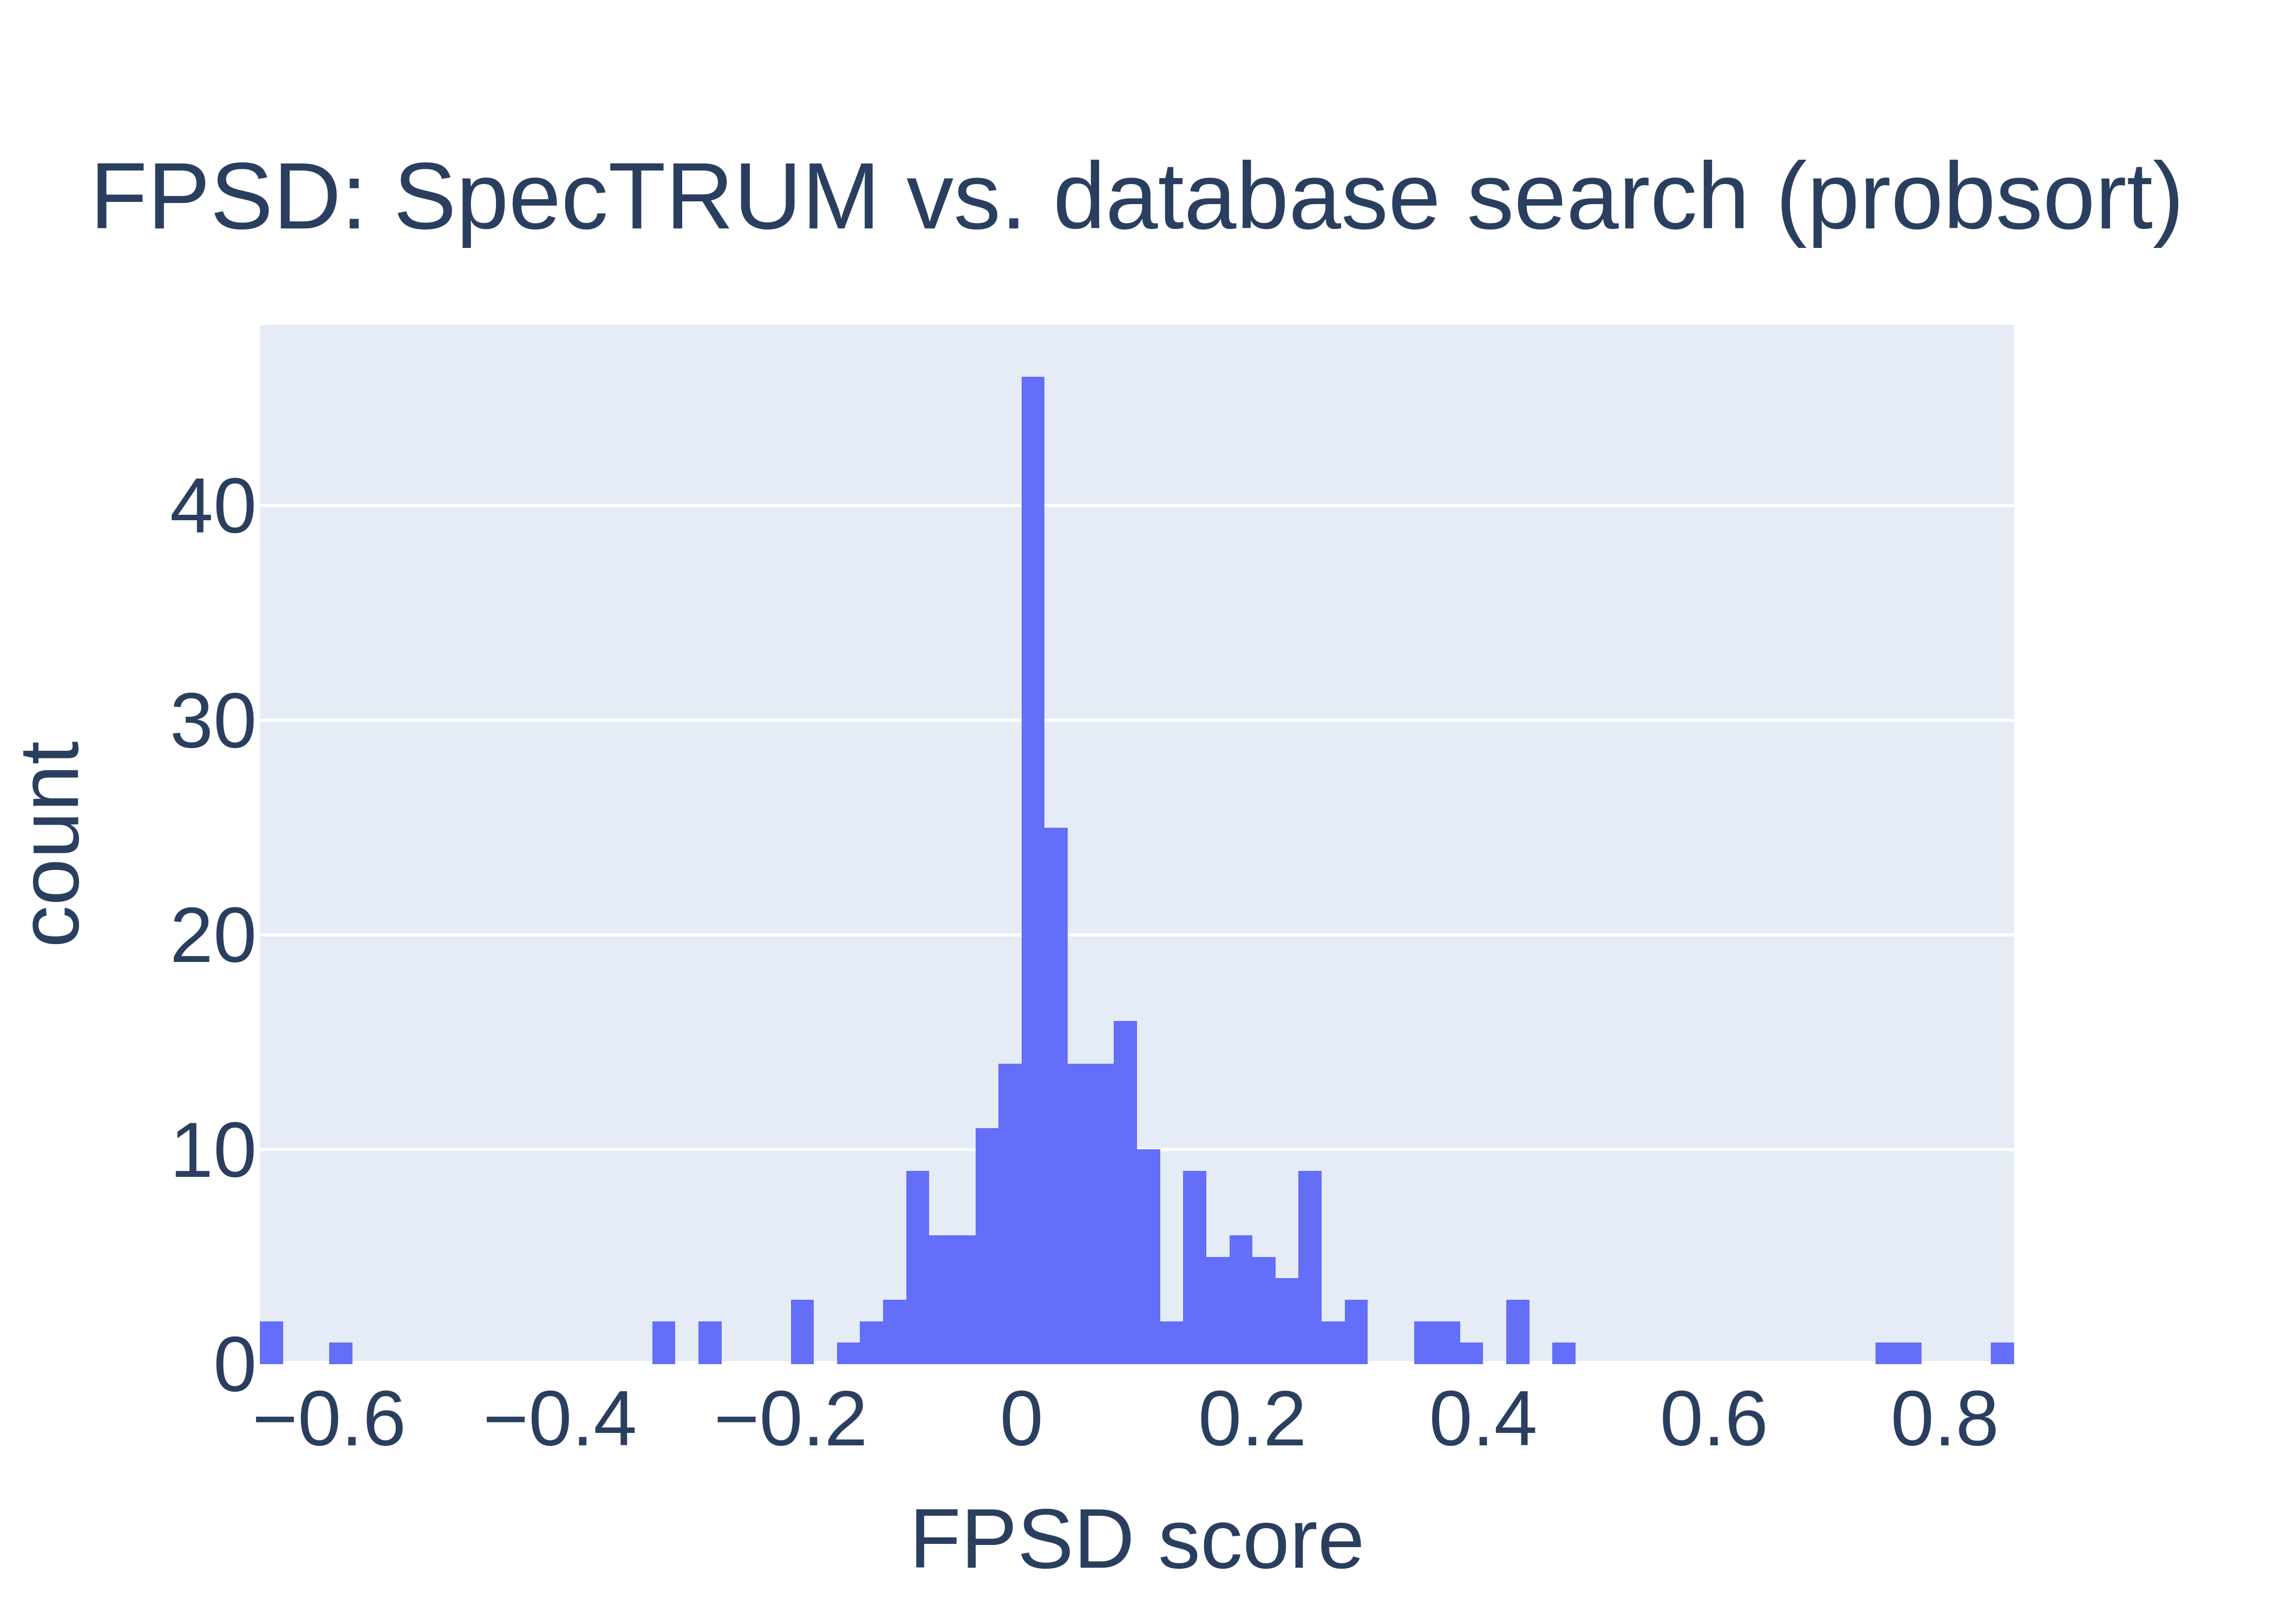 FPSD: SpecTRUM vs. database search (probsort)
40
30
20
10
0
count
−0.6 −0.4 −0.2 0 0.2 0.4 0.6 0.8
FPSD score